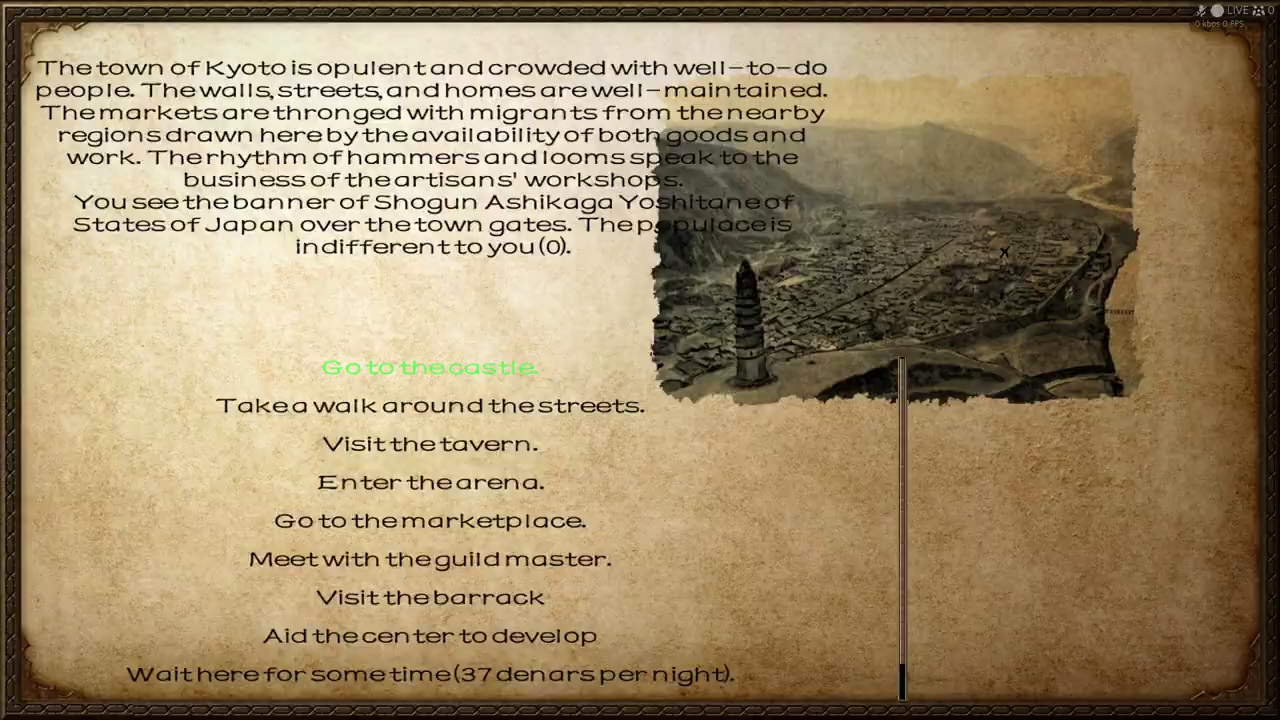 LIVE 0
0 kbps 0 FPS
The town of Kyoto is opulent and crowded with well-to-do
people. The walls, streets, and homes are well-maintained.
The markets are thronged with migrants from the nearby
regions drawn here by the availability of both goods and
work. The rhythm of hammers and looms speak to the
business of the artisans' workshops.
You see the banner of Shogun Ashikaga Yoshitane of
States of Japan over the town gates. The populace is
indifferent to you (0).
Go to the castle.
Take a walk around the streets.
Visit the tavern.
Enter the arena.
Go to the marketplace.
Meet with the guild master.
Visit the barrack
Aid the center to develop
Wait here for some time (37 denars per night).